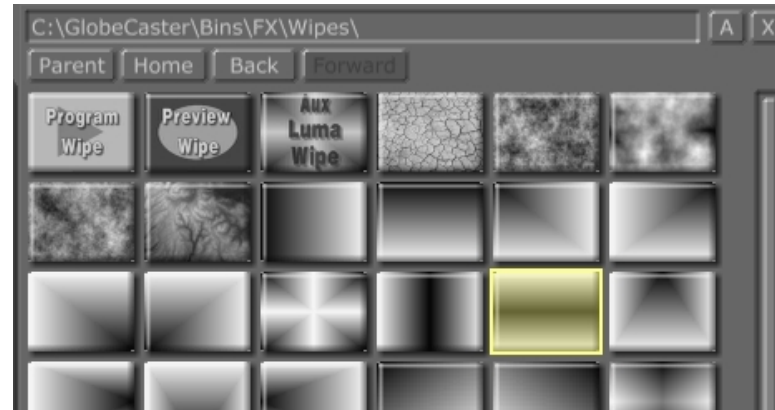 C:\GlobeCaster\Bins\FX\Wipes\ A X
Parent Home Back Forward
Program Wipe
Preview Wipe
Aux Luma Wipe